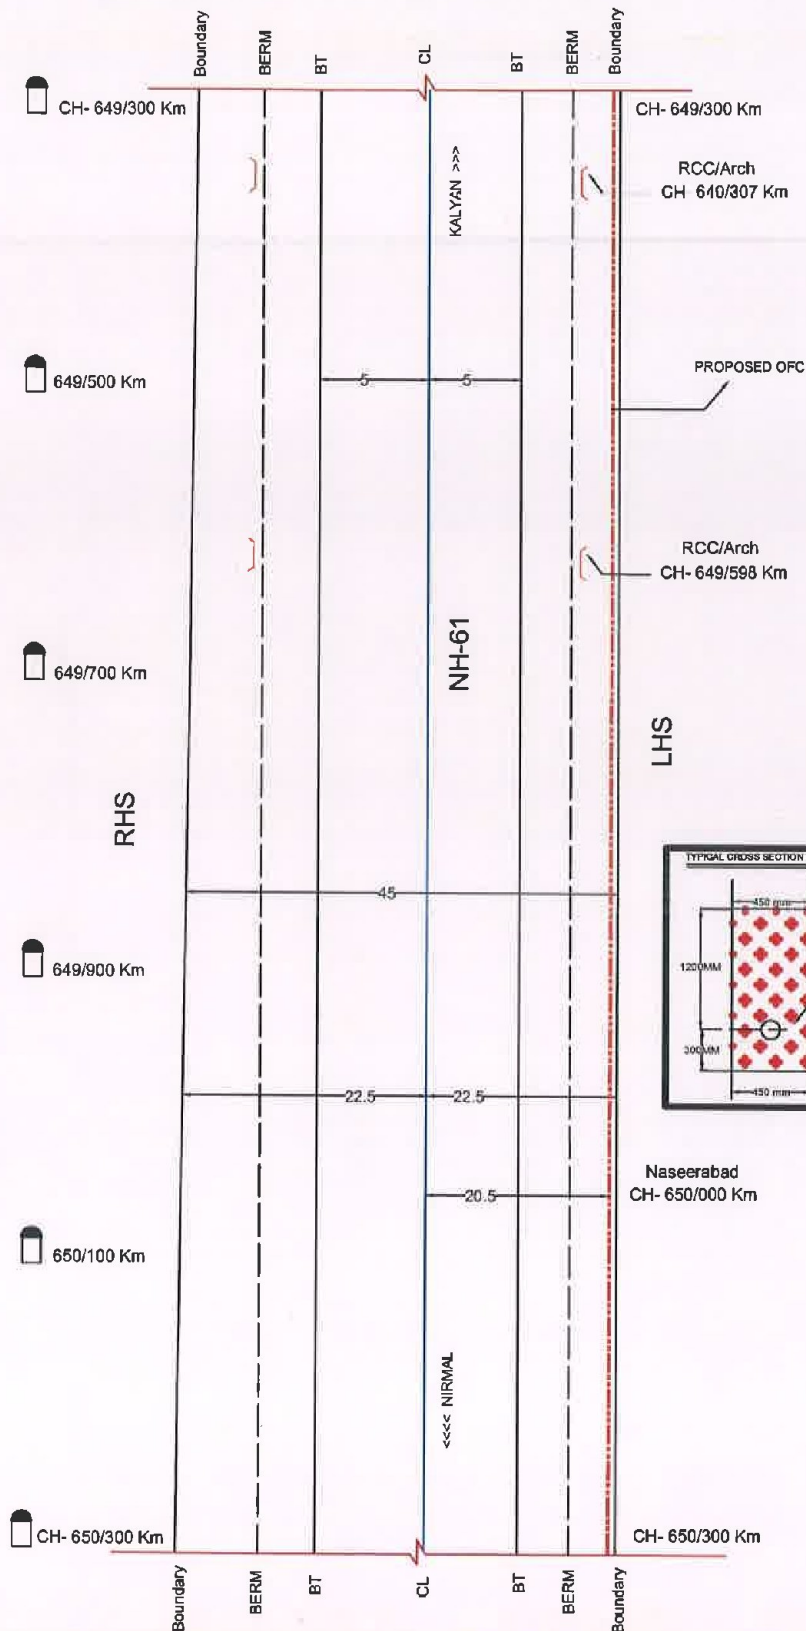 Boundary
BERM
BT
CL
BT
BERM
Boundary
CH- 649/300 Km
CH- 649/300 Km
KALYAN >>>
RCC/Arch
CH- 640/307 Km
649/500 Km
5
5
PROPOSED OFC
RCC/Arch
CH- 649/598 Km
NH-61
649/700 Km
LHS
RHS
TYPICAL CROSS SECTION
450 mm
1200MM
300MM
450 mm
45
649/900 Km
22.5
22.5
Naseerabad
CH- 650/000 Km
20.5
650/100 Km
<<<< NIRMAL
CH- 650/300 Km
CH- 650/300 Km
Boundary
BERM
BT
CL
BT
BERM
Boundary